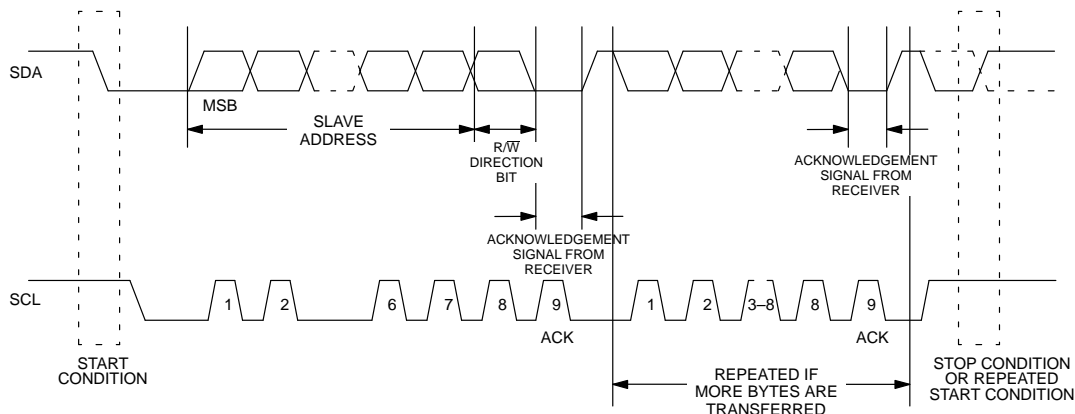 SDA
MSB
SLAVE
ADDRESS
R/W̅
DIRECTION
BIT
ACKNOWLEDGEMENT
SIGNAL FROM
RECEIVER
ACKNOWLEDGEMENT
SIGNAL FROM
RECEIVER
SCL
1 2 6 7 8 9 1 2 3–8 8 9
ACK ACK
START
CONDITION
REPEATED IF
MORE BYTES ARE
TRANSFERRED
STOP CONDITION
OR REPEATED
START CONDITION